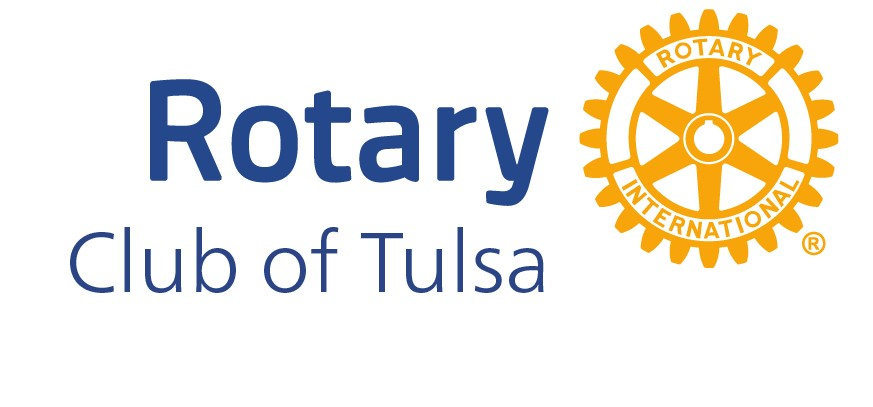 Rotary
Club of Tulsa
ROTARY
INTERNATIONAL
®